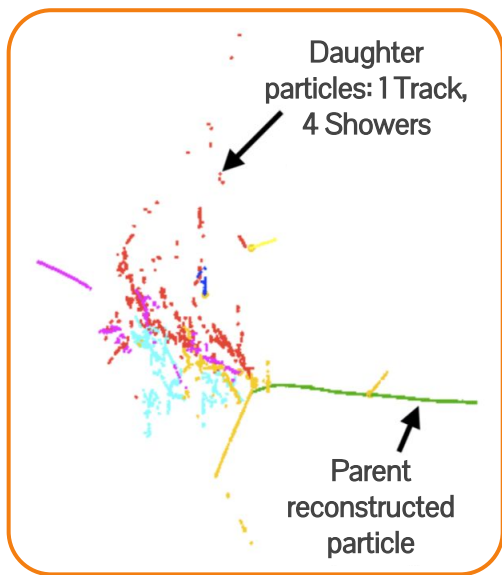 Daughter
particles: 1 Track,
4 Showers
Parent
reconstructed
particle